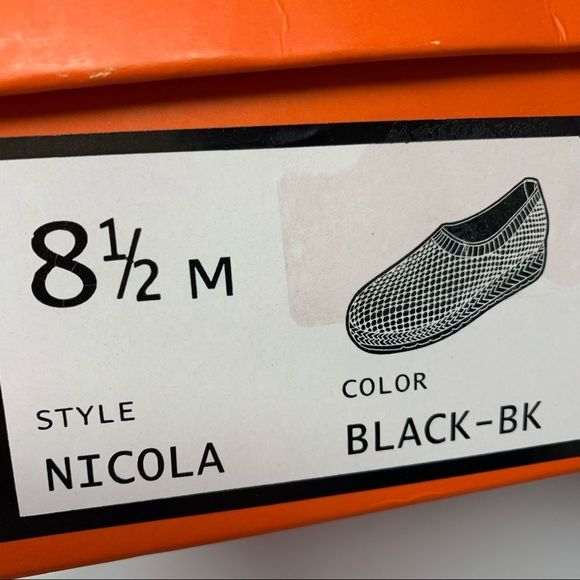 8½ M
STYLE
NICOLA
COLOR
BLACK-BK